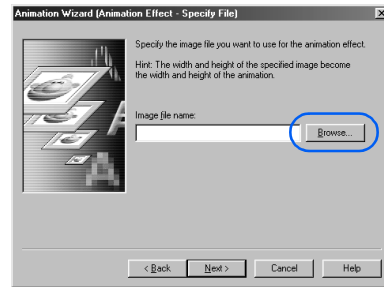 Animation Wizard (Animation Effect - Specify File)
Specify the image file you want to use for the animation effect.
Hint: The width and height of the specified image become
the width and height of the animation.
Image file name:
Browse...
< Back Next > Cancel Help